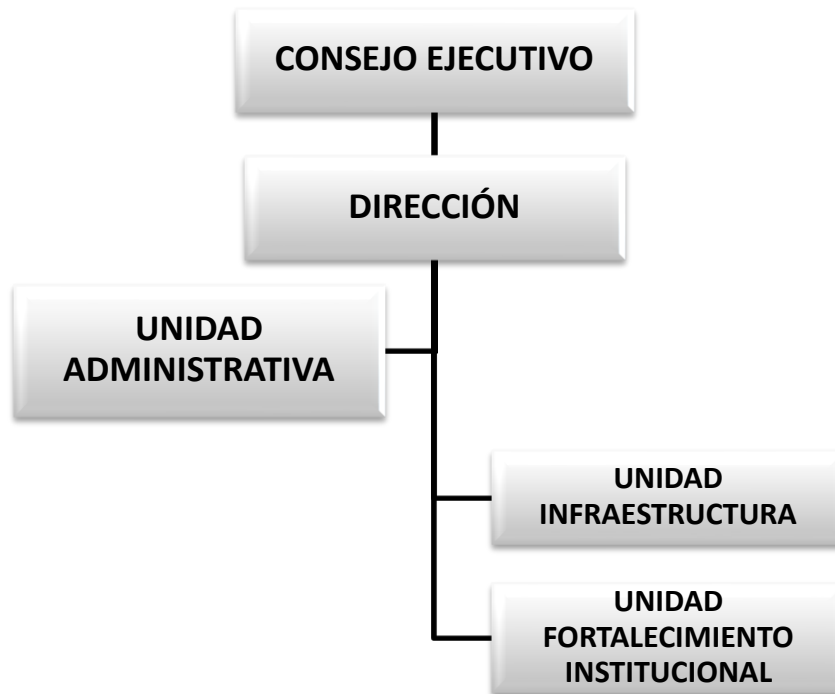 CONSEJO EJECUTIVO
DIRECCIÓN
UNIDAD
ADMINISTRATIVA
UNIDAD
INFRAESTRUCTURA
UNIDAD
FORTALECIMIENTO
INSTITUCIONAL